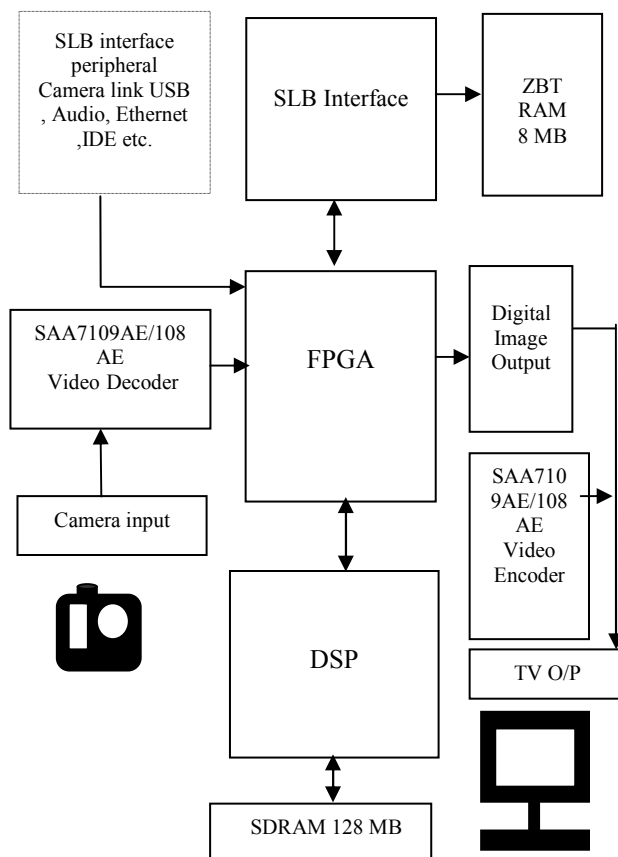 SLB interface
peripheral
Camera link USB
, Audio, Ethernet
,IDE etc.
SLB Interface
ZBT
RAM
8 MB
SAA7109AE/108
AE
Video Decoder
FPGA
Digital
Image
Output
Camera input
SAA710
9AE/108
AE
Video
Encoder
DSP
TV O/P
SDRAM 128 MB